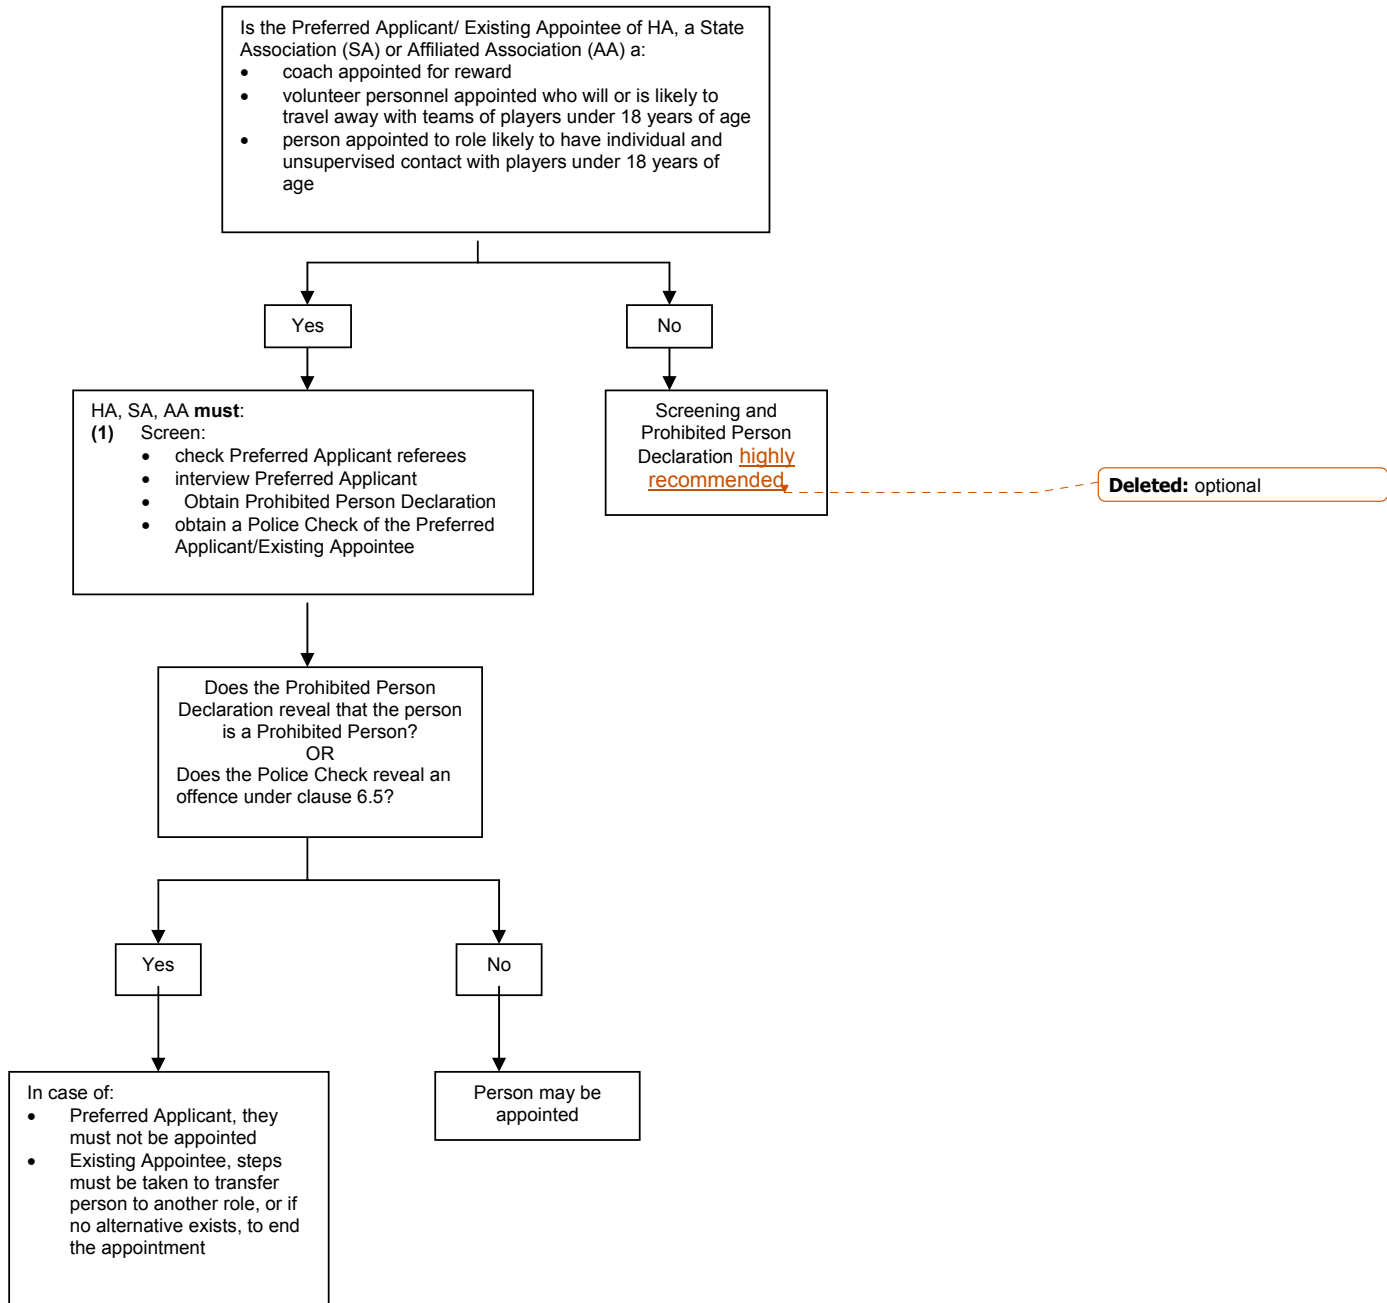 Is the Preferred Applicant/ Existing Appointee of HA, a State
Association (SA) or Affiliated Association (AA) a:
• coach appointed for reward
• volunteer personnel appointed who will or is likely to
travel away with teams of players under 18 years of age
• person appointed to role likely to have individual and
unsupervised contact with players under 18 years of
age
Yes
No
HA, SA, AA must:
(1) Screen:
• check Preferred Applicant referees
• interview Preferred Applicant
• Obtain Prohibited Person Declaration
• obtain a Police Check of the Preferred
Applicant/Existing Appointee
Screening and
Prohibited Person
Declaration highly
recommended
Deleted: optional
Does the Prohibited Person
Declaration reveal that the person
is a Prohibited Person?
OR
Does the Police Check reveal an
offence under clause 6.5?
Yes
No
In case of:
• Preferred Applicant, they
must not be appointed
• Existing Appointee, steps
must be taken to transfer
person to another role, or if
no alternative exists, to end
the appointment
Person may be
appointed